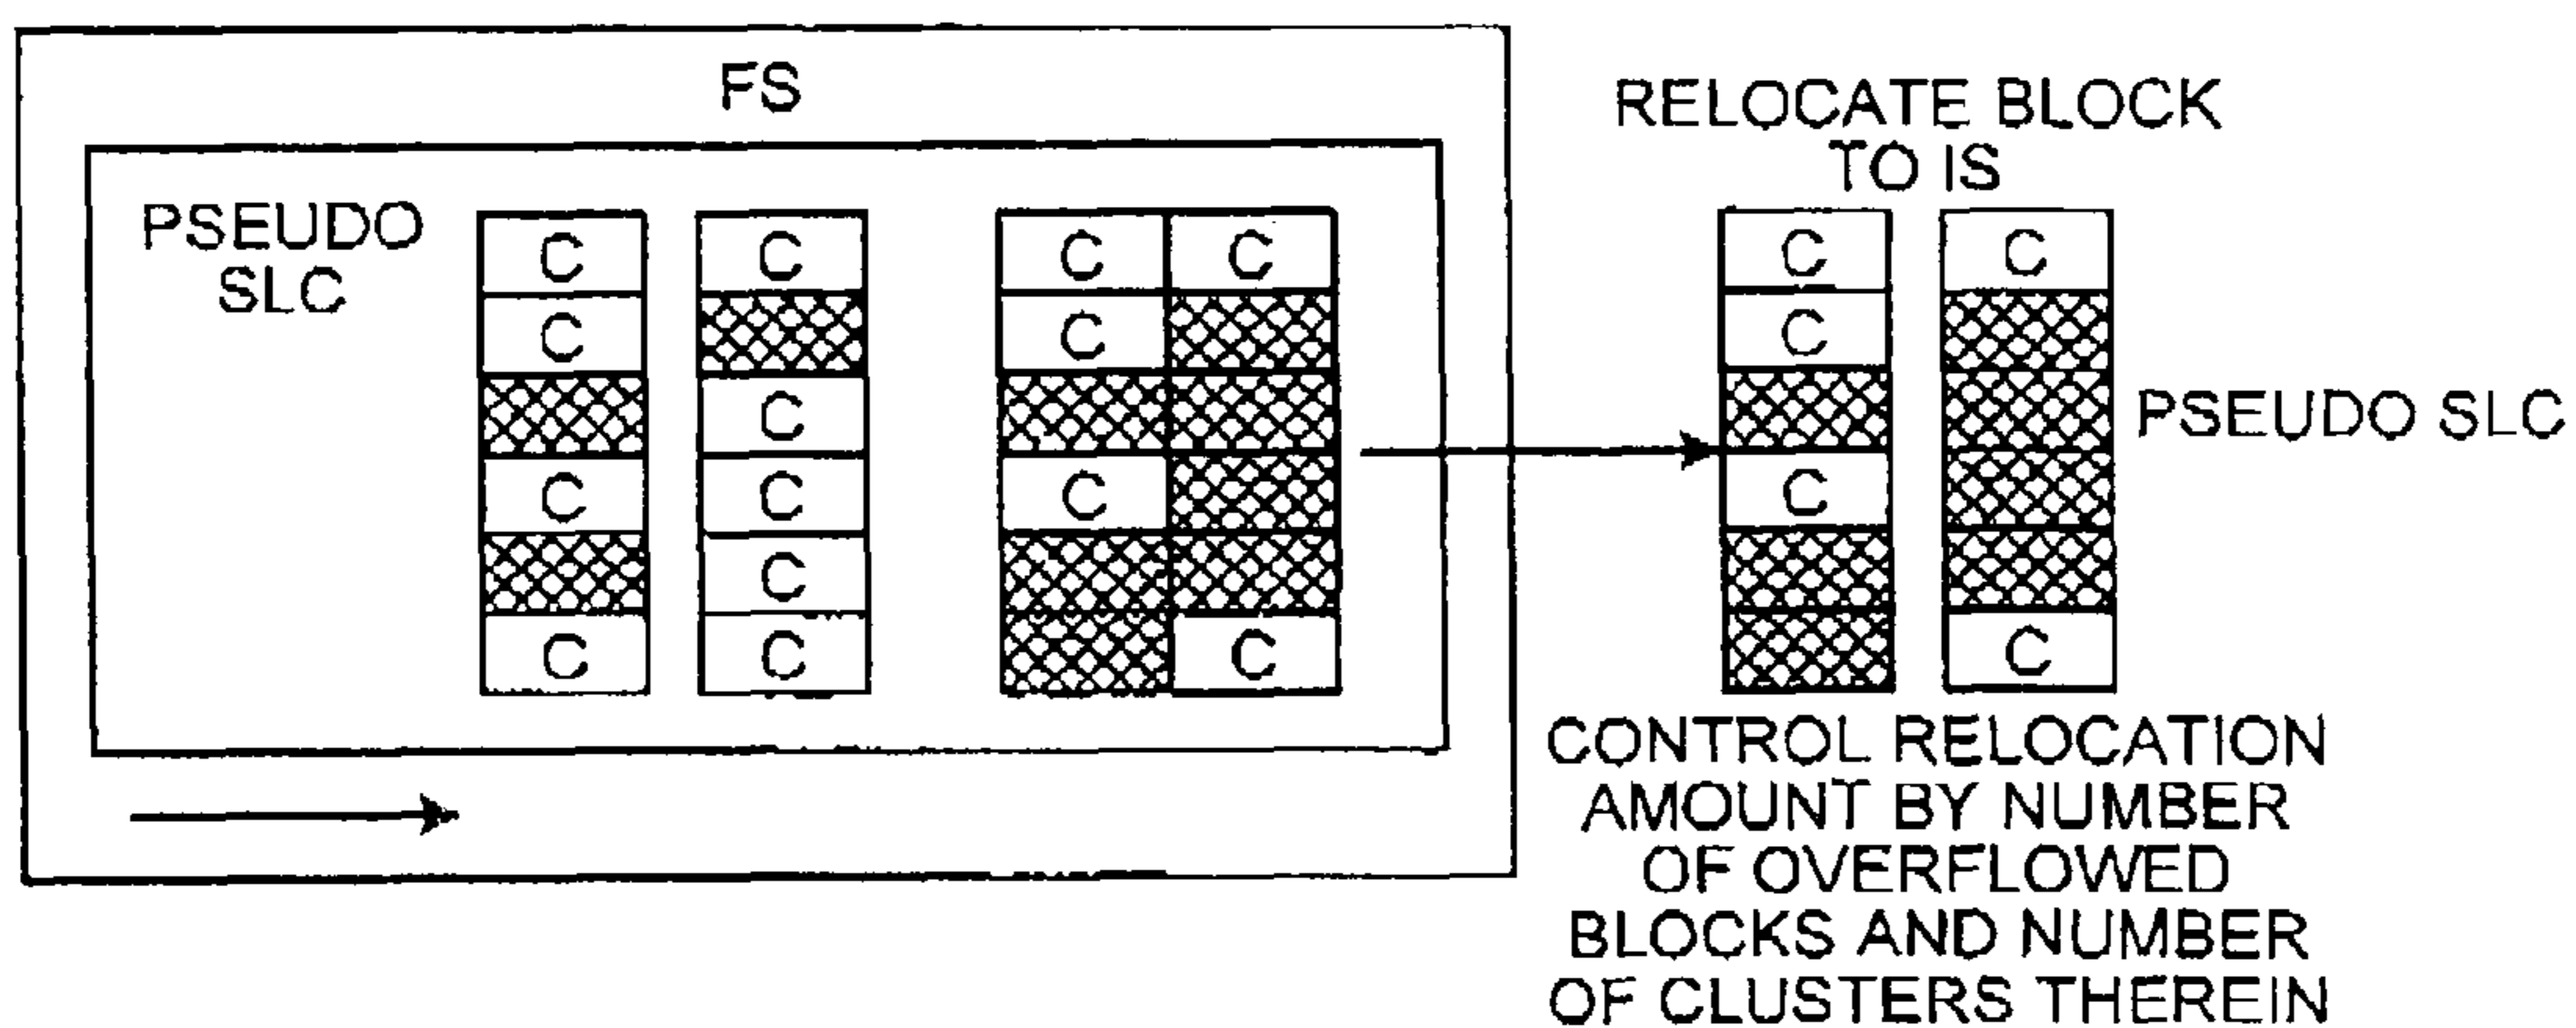 FS
RELOCATE BLOCK
TO IS
PSEUDO
SLC
C C C C C C
C C C
C
C C C C
C
C C C C
PSEUDO SLC
CONTROL RELOCATION
AMOUNT BY NUMBER
OF OVERFLOWED
BLOCKS AND NUMBER
OF CLUSTERS THEREIN